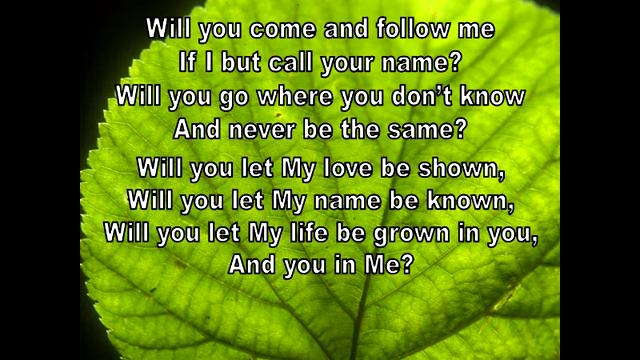 Will you come and follow me
If I but call your name?
Will you go where you don’t know
And never be the same?
Will you let My love be shown,
Will you let My name be known,
Will you let My life be grown in you,
And you in Me?